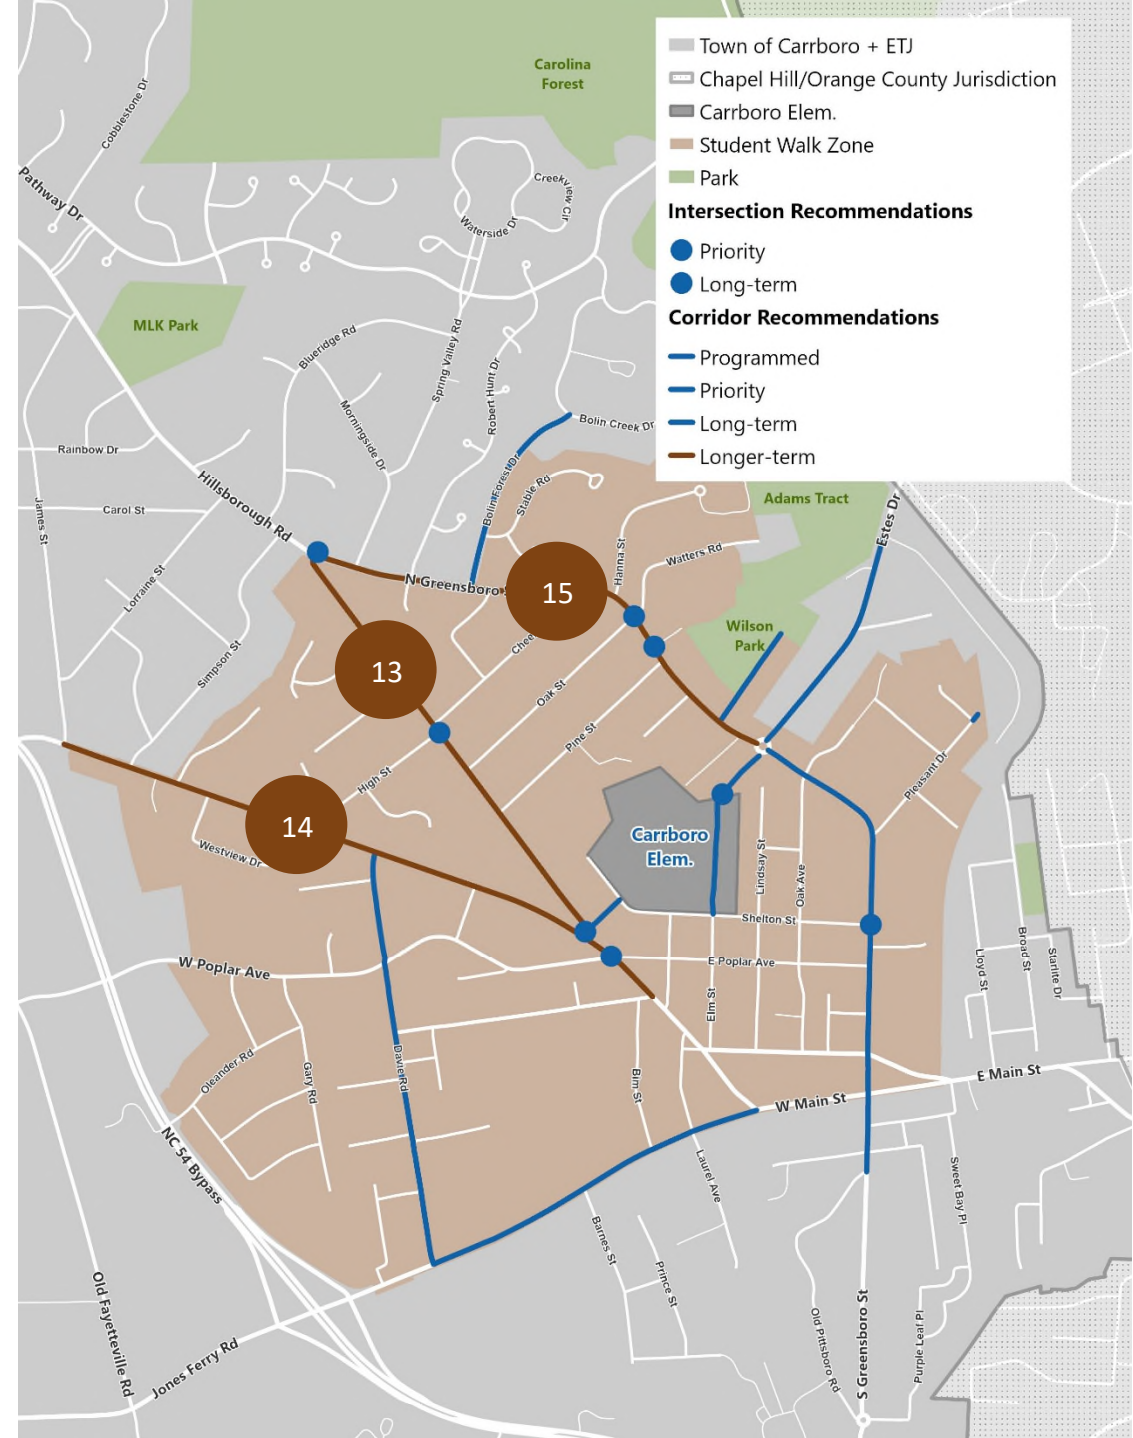 Town of Carrboro + ETJ
Chapel Hill/Orange County Jurisdiction
Carrboro Elem.
Student Walk Zone
Park
Intersection Recommendations
Priority
Long-term
Corridor Recommendations
Programmed
Priority
Long-term
Longer-term
Carolina
Forest
Cobblestone Dr
Pathway Dr
Creekview Cir
Waterside Dr
MLK Park
Blueridge Rd
Spring Valley Rd
Robert Hunt Dr
Morningside Dr
Bolin Creek Dr
Rainbow Dr
Bolin Forest Dr
Stable Rd
Hillsborough Rd
James St
Carol St
Adams Tract
Estes Dr
Hanna St
Watters Rd
N Greensboro
15
Lorraine St
Simpson St
Chee
Wilson
Park
13
Oak St
Pine St
High St
Pleasant Dr
14
Westview Dr
Carrboro
Elem.
Lindsay St
Oak Ave
Shelton St
W Poplar Ave
E Poplar Ave
Elm St
Lloyd St
Broad St
Starlite Dr
Oleander Rd
Gary Rd
Davie Rd
Bim St
E Main St
W Main St
NC 54 Bypass
Laurel Ave
Sweet Bay Pl
Barnes St
Prince St
Old Fayetteville Rd
Jones Ferry Rd
Old Pittsboro Rd
S Greensboro St
Purple Leaf Pl